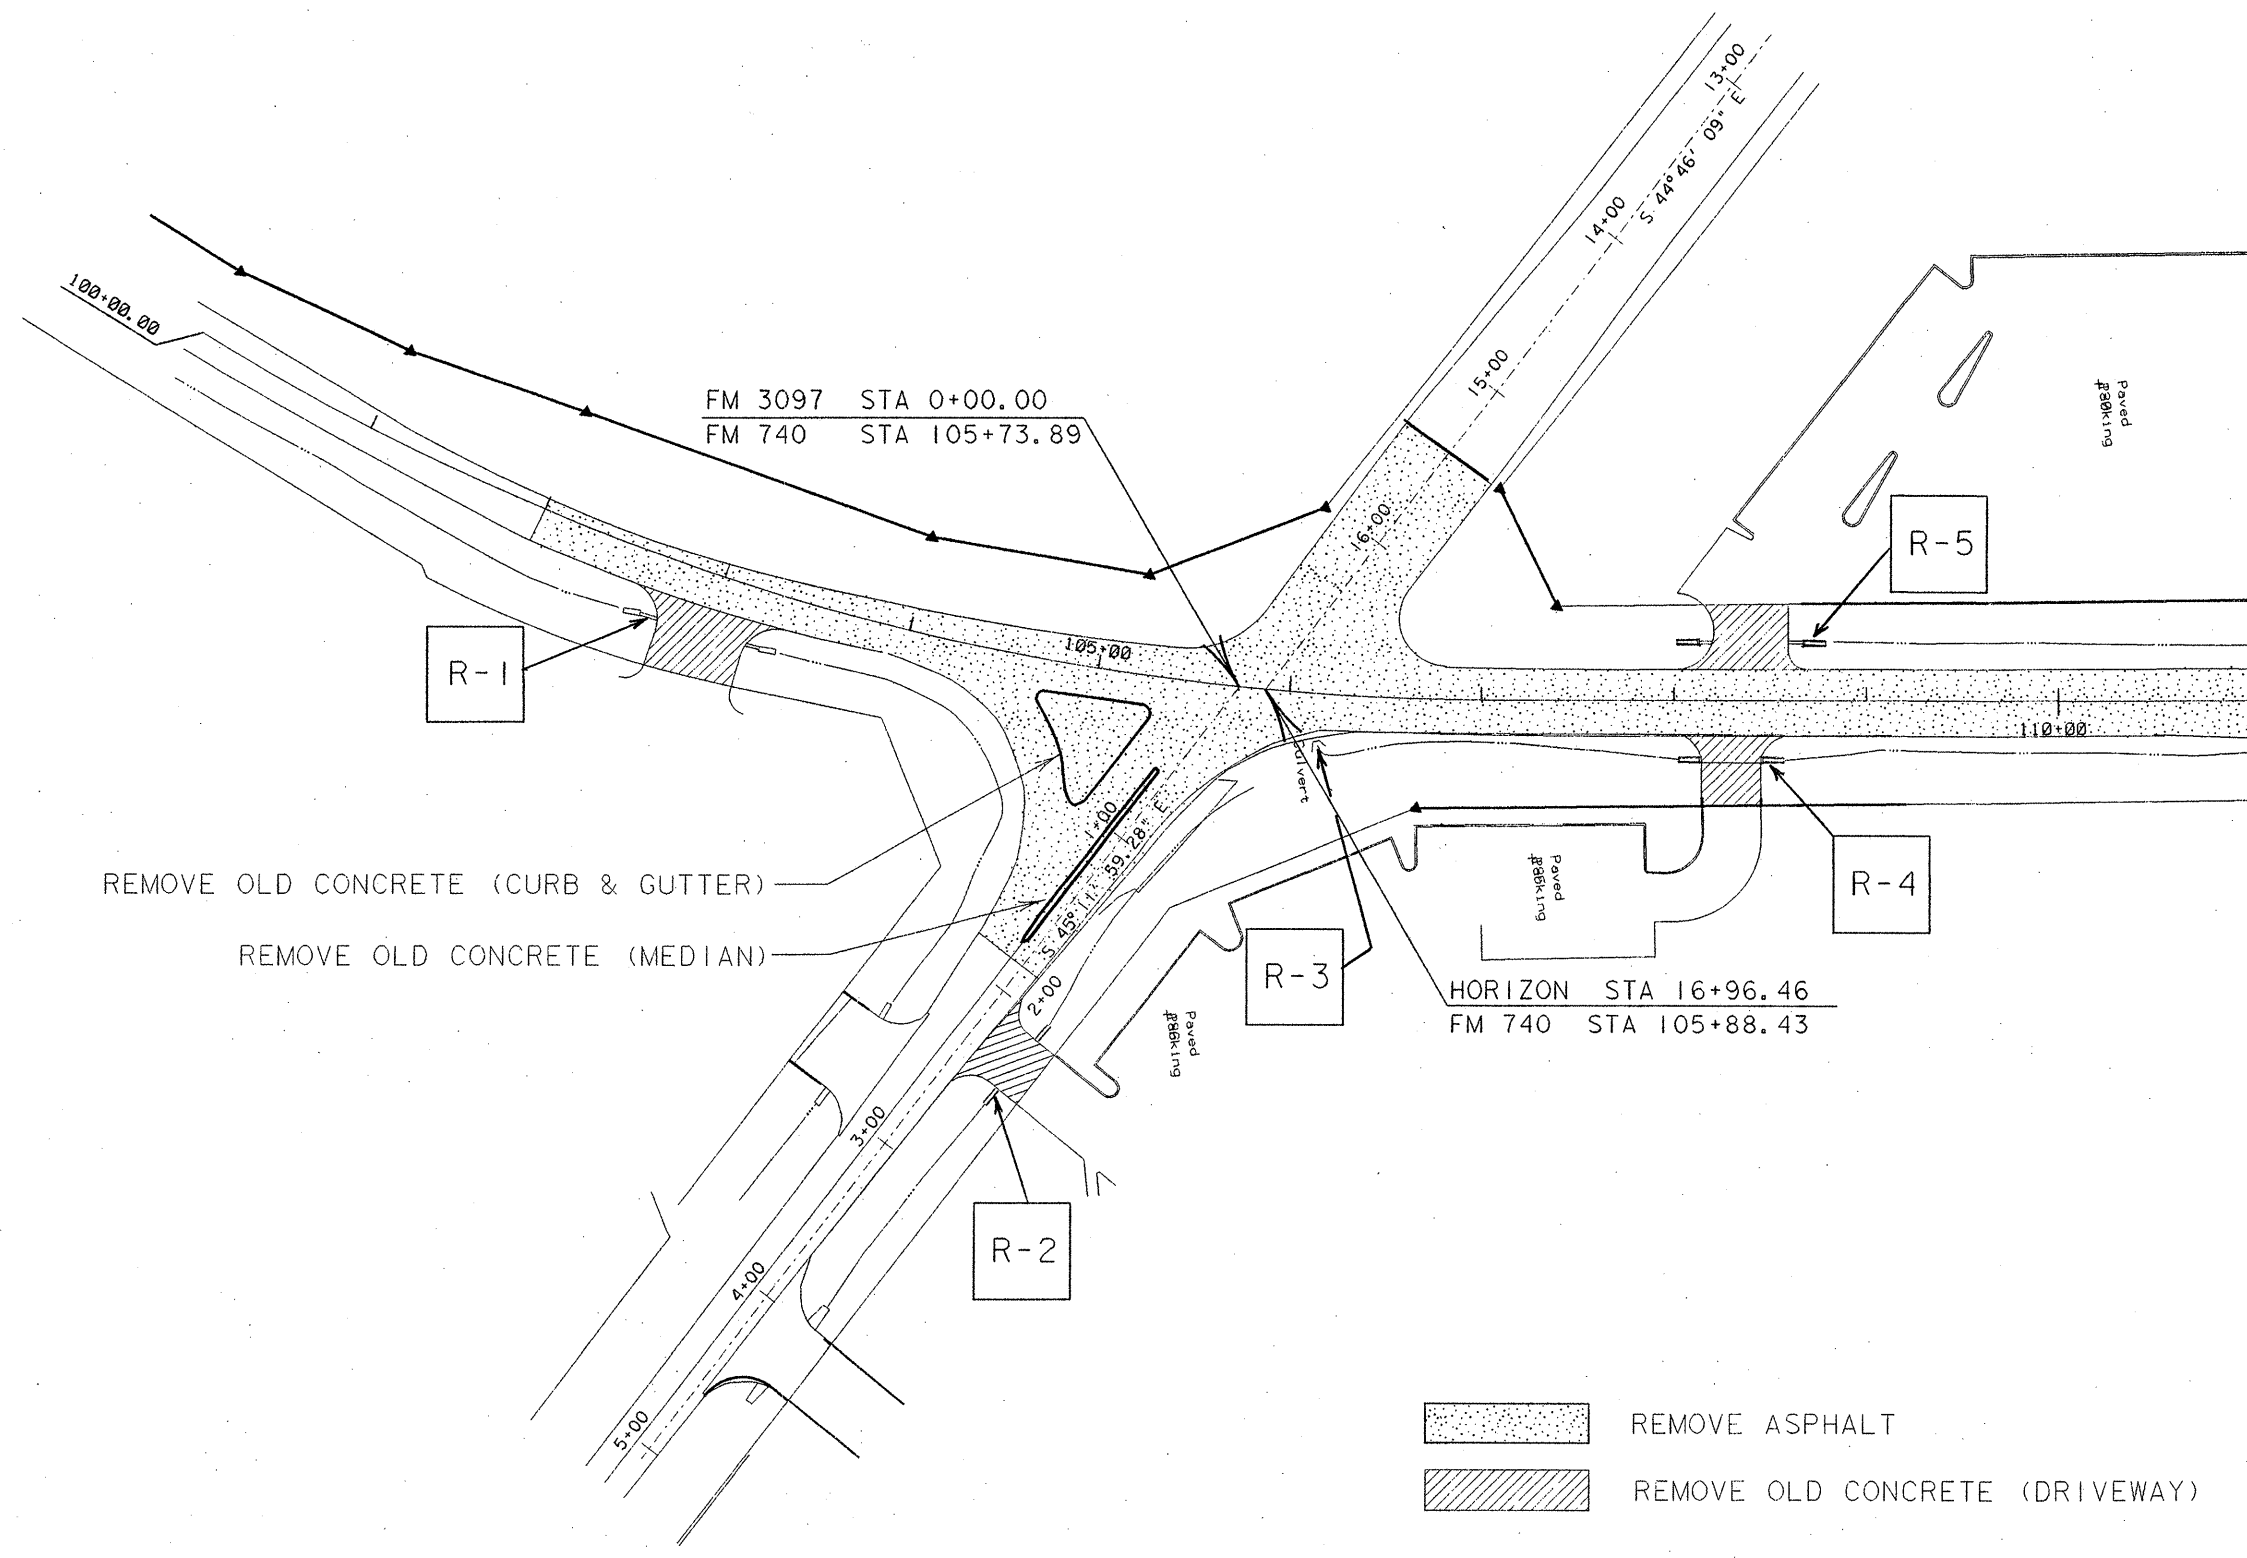 13+00
S 44° 46' 09" E
14+00
100+00.00
15+00
FM 3097 STA 0+00.00
FM 740 STA 105+73.89
Paved
16+00
R-5
105+00
R-1
110+00
Culvert
1+00
S 45° 11' 59.28" E
REMOVE OLD CONCRETE (CURB & GUTTER)
Paved
R-4
REMOVE OLD CONCRETE (MEDIAN)
R-3
2+00
HORIZON STA 16+96.46
FM 740 STA 105+88.43
Paved
3+00
R-2
4+00
5+00
REMOVE ASPHALT
REMOVE OLD CONCRETE (DRIVEWAY)